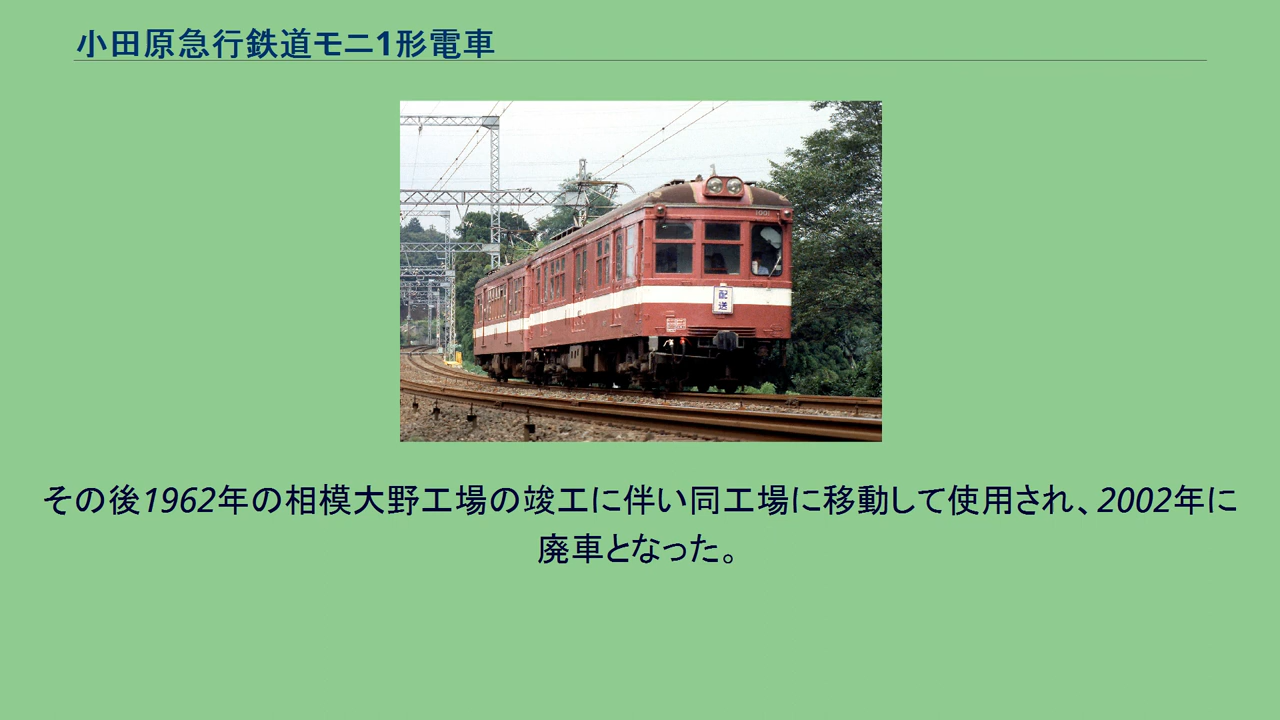 小田原急行鉄道モニ1形電車
1001
配
送
その後1962年の相模大野工場の竣工に伴い同工場に移動して使用され、2002年に
廃車となった。